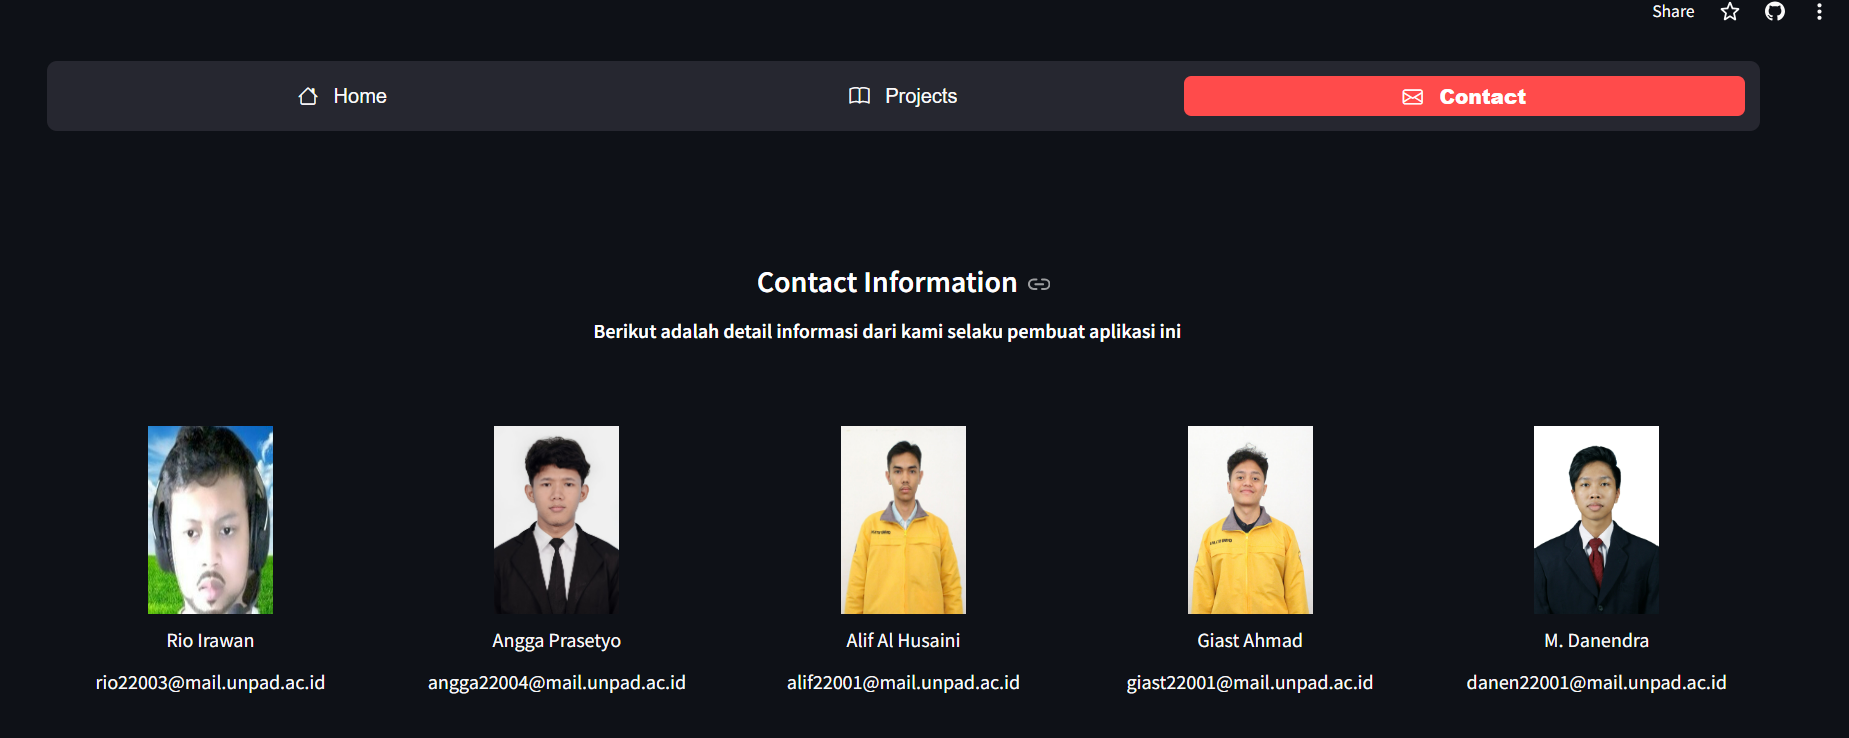 Share
Home
Projects
Contact
Contact Information
Berikut adalah detail informasi dari kami selaku pembuat aplikasi ini
Rio Irawan
Angga Prasetyo
Alif Al Husaini
Giast Ahmad
M. Danendra
rio22003@mail.unpad.ac.id
angga22004@mail.unpad.ac.id
alif22001@mail.unpad.ac.id
giast22001@mail.unpad.ac.id
danen22001@mail.unpad.ac.id